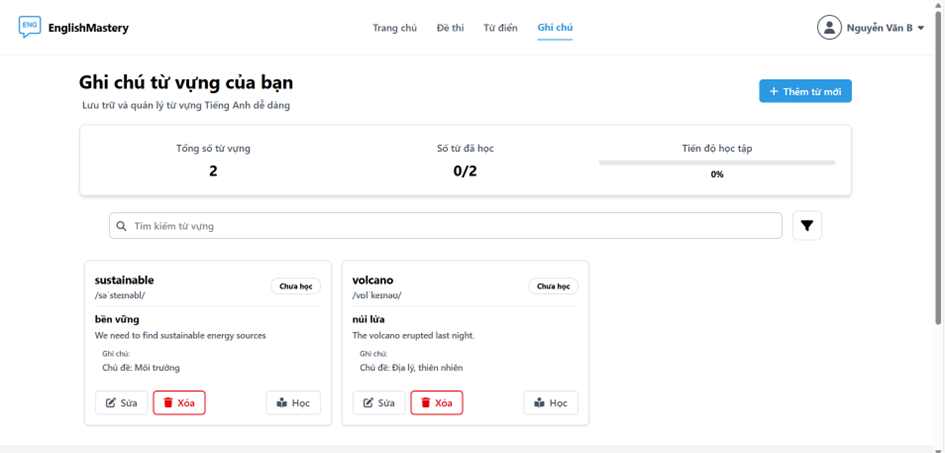 ENG EnglishMastery Trang chủ Đề thi Từ điển Ghi chú Nguyễn Văn B
Ghi chú từ vựng của bạn
Lưu trữ và quản lý từ vựng Tiếng Anh dễ dàng
+ Thêm từ mới
Tổng số từ vựng Số từ đã học Tiến độ học tập
2 0/2 0%
Tìm kiếm từ vựng
sustainable
/səˈsteɪnəbl/
Chưa học
bền vững
We need to find sustainable energy sources
Ghi chú:
Chủ đề: Môi trường
Sửa Xóa Học
volcano
/vɒlˈkeɪnəʊ/
Chưa học
núi lửa
The volcano erupted last night.
Ghi chú:
Chủ đề: Địa lý, thiên nhiên
Sửa Xóa Học